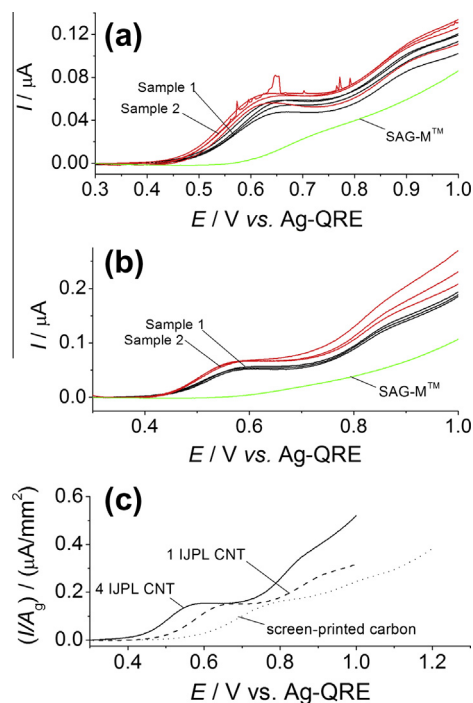 (a)
I / µA
0.12
0.08
0.04
0.00
Sample 1
Sample 2
SAG-M™
0.3 0.4 0.5 0.6 0.7 0.8 0.9 1.0
E / V vs. Ag-QRE
(b)
I / µA
0.2
0.1
0.0
Sample 1
Sample 2
SAG-M™
0.4 0.6 0.8 1.0
E / V vs. Ag-QRE
(c)
(I/Ag) / (µA/mm²)
0.6
0.4
0.2
0.0
1 IJPL CNT
4 IJPL CNT
screen-printed carbon
0.4 0.6 0.8 1.0 1.2
E / V vs. Ag-QRE